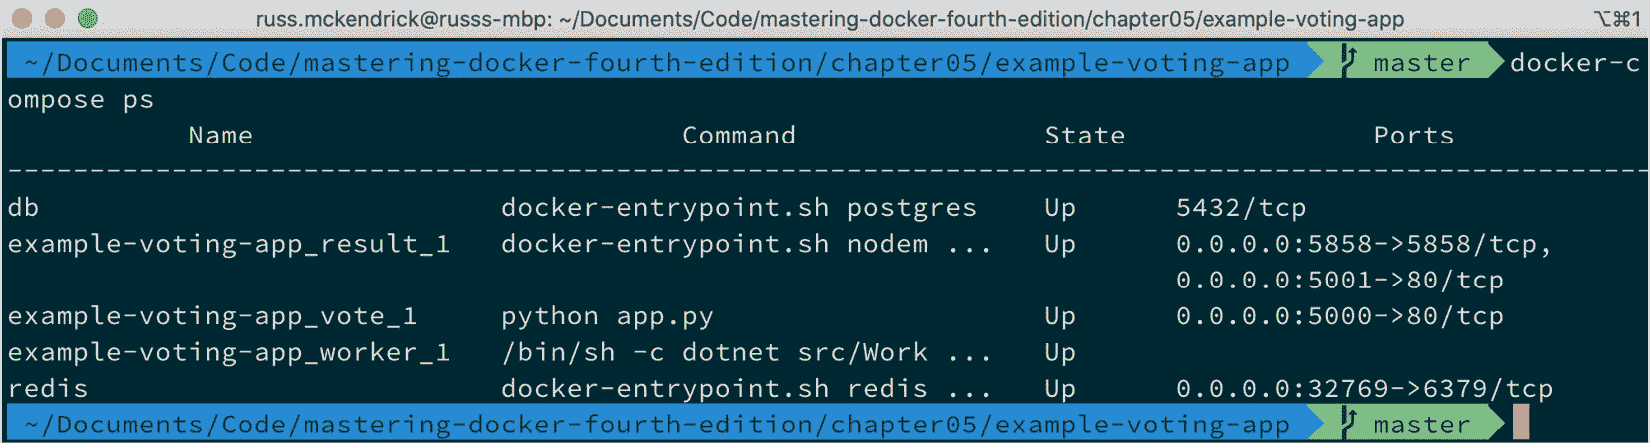 russ.mckendrick@russs-mbp: ~/Documents/Code/mastering-docker-fourth-edition/chapter05/example-voting-app ⌥⌘1
~/Documents/Code/mastering-docker-fourth-edition/chapter05/example-voting-app master docker-c
ompose ps
Name Command State Ports
----------------------------------------------------------------------------------------------------
db docker-entrypoint.sh postgres Up 5432/tcp
example-voting-app_result_1 docker-entrypoint.sh nodem ... Up 0.0.0.0:5858->5858/tcp,
0.0.0.0:5001->80/tcp
example-voting-app_vote_1 python app.py Up 0.0.0.0:5000->80/tcp
example-voting-app_worker_1 /bin/sh -c dotnet src/Work ... Up
redis docker-entrypoint.sh redis ... Up 0.0.0.0:32769->6379/tcp
~/Documents/Code/mastering-docker-fourth-edition/chapter05/example-voting-app master